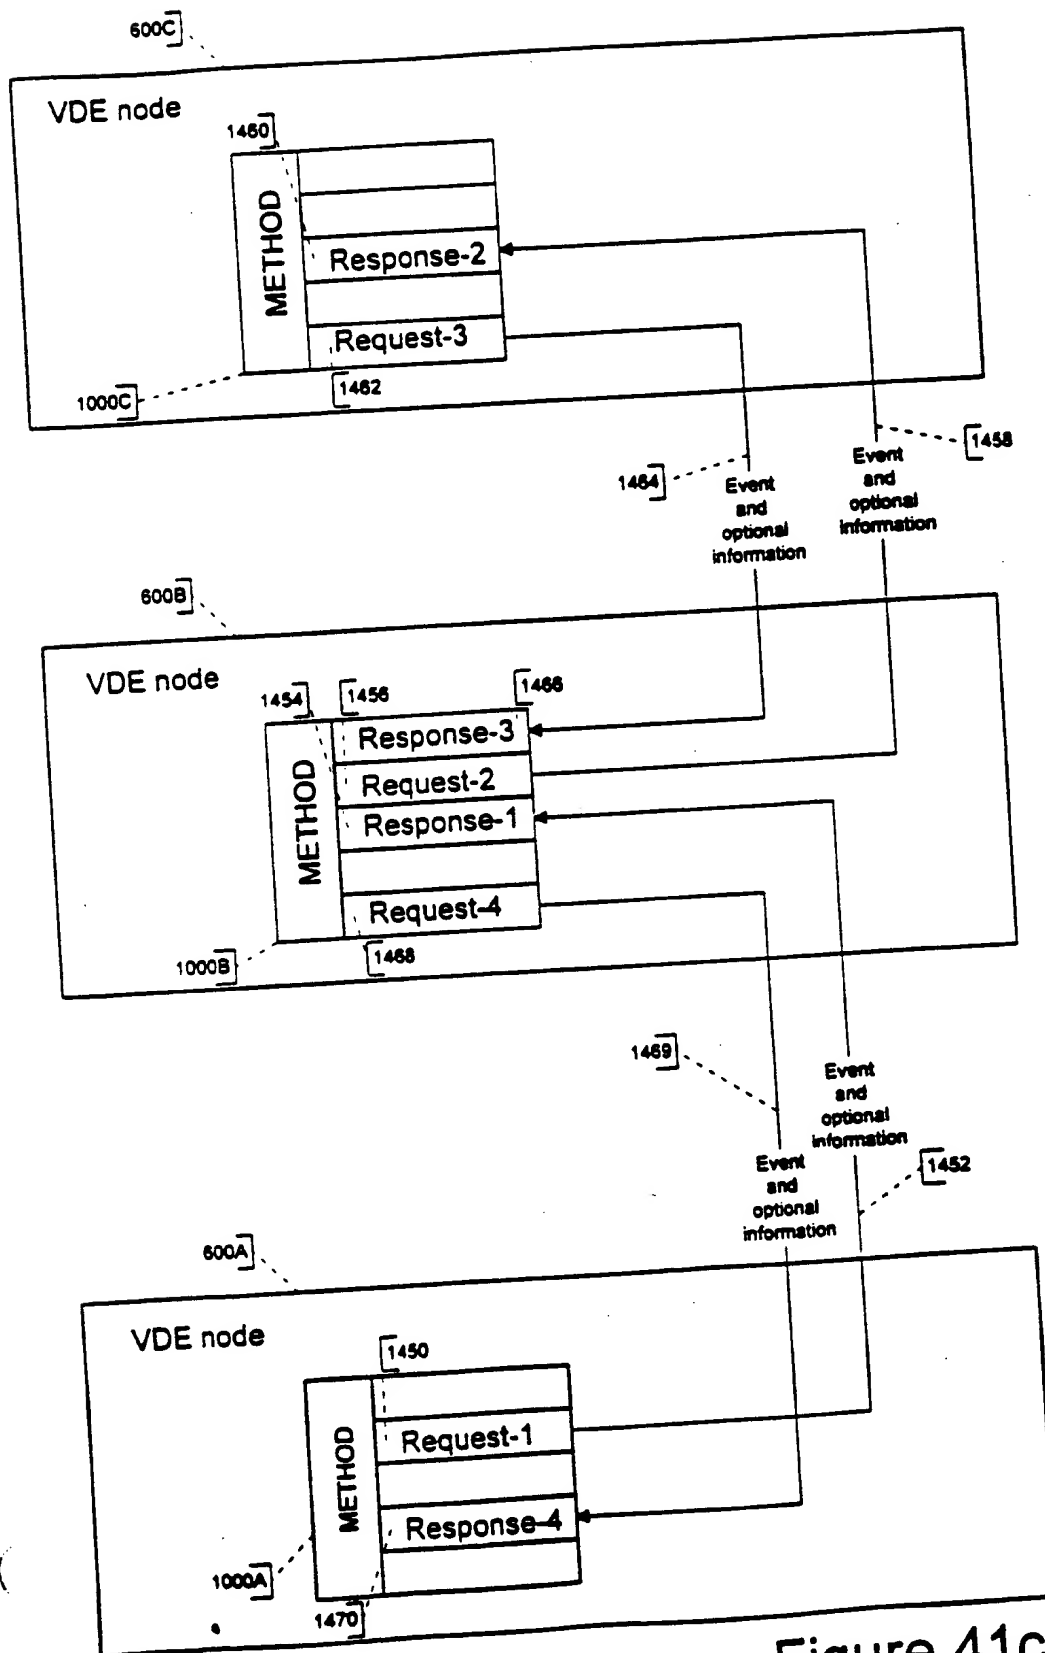 600C
VDE node
1460
METHOD
Response-2
Request-3
1462
1000C
1458
1464
Event
and
optional
information
Event
and
optional
information
600B
VDE node
1454
1456
1466
METHOD
Response-3
Request-2
Response-1
Request-4
1468
1000B
1469
Event
and
optional
information
Event
and
optional
information
1452
600A
VDE node
1450
METHOD
Request-1
Response-4
1000A
1470
Figure 41c